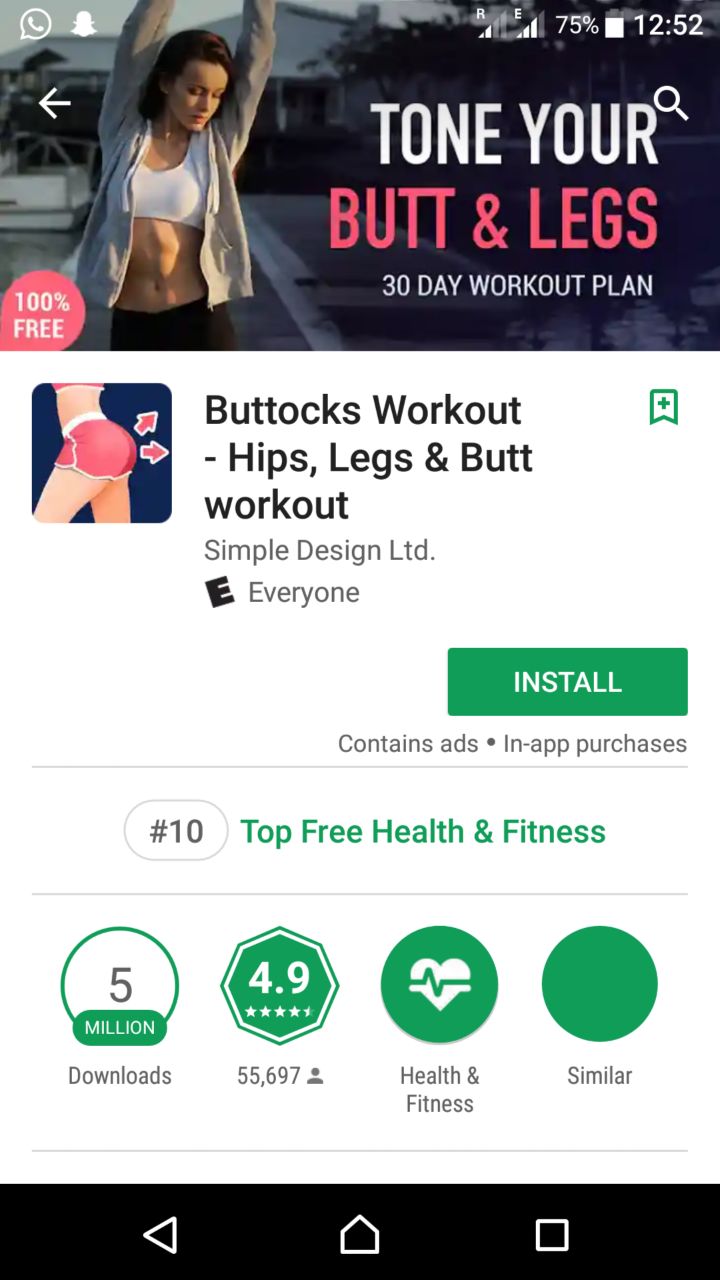 R E 75% 12:52
TONE YOUR
BUTT & LEGS
30 DAY WORKOUT PLAN
100%
FREE
Buttocks Workout
- Hips, Legs & Butt
workout
Simple Design Ltd.
E Everyone
INSTALL
Contains ads • In-app purchases
#10 Top Free Health & Fitness
5
MILLION
Downloads
4.9
55,697
Health &
Fitness
Similar